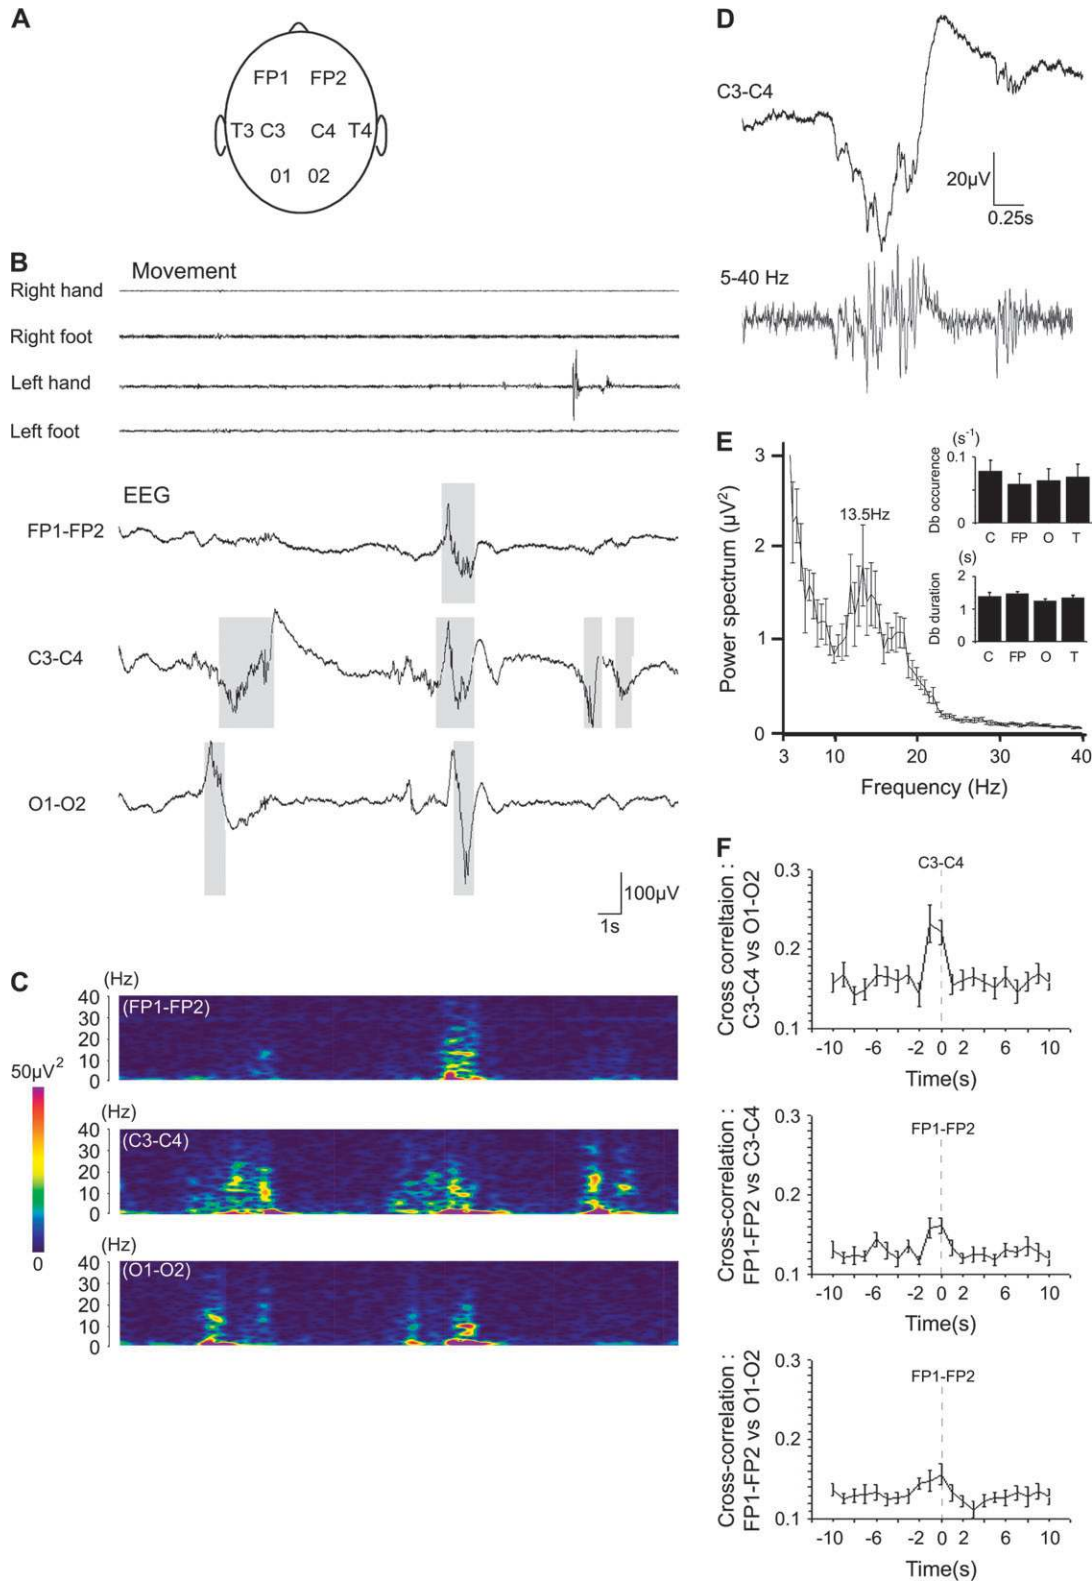 A
FP1 FP2
T3 C3 C4 T4
01 02
B
Movement
Right hand
Right foot
Left hand
Left foot
EEG
FP1-FP2
C3-C4
O1-O2
100µV
1s
C
50µV²
0
(Hz)
40
30
20
10
0
(FP1-FP2)
(Hz)
40
30
20
10
0
(C3-C4)
(Hz)
40
30
20
10
0
(O1-O2)
D
C3-C4
20µV
0.25s
5-40 Hz
E
Power spectrum (µV²)
3
2
1
0
13.5Hz
3 10 20 30 40
Frequency (Hz)
(s⁻¹)
Db occurence
0.1
0
C FP O T
(s)
Db duration
2
1
0
C FP O T
F
Cross correltaion :
C3-C4 vs O1-O2
0.3
0.2
0.1
C3-C4
-10 -6 -2 0 2 6 10
Time(s)
Cross-correlation :
FP1-FP2 vs C3-C4
0.3
0.2
0.1
FP1-FP2
-10 -6 -2 0 2 6 10
Time(s)
Cross-correlation :
FP1-FP2 vs O1-O2
0.3
0.2
0.1
FP1-FP2
-10 -6 -2 0 2 6 10
Time(s)